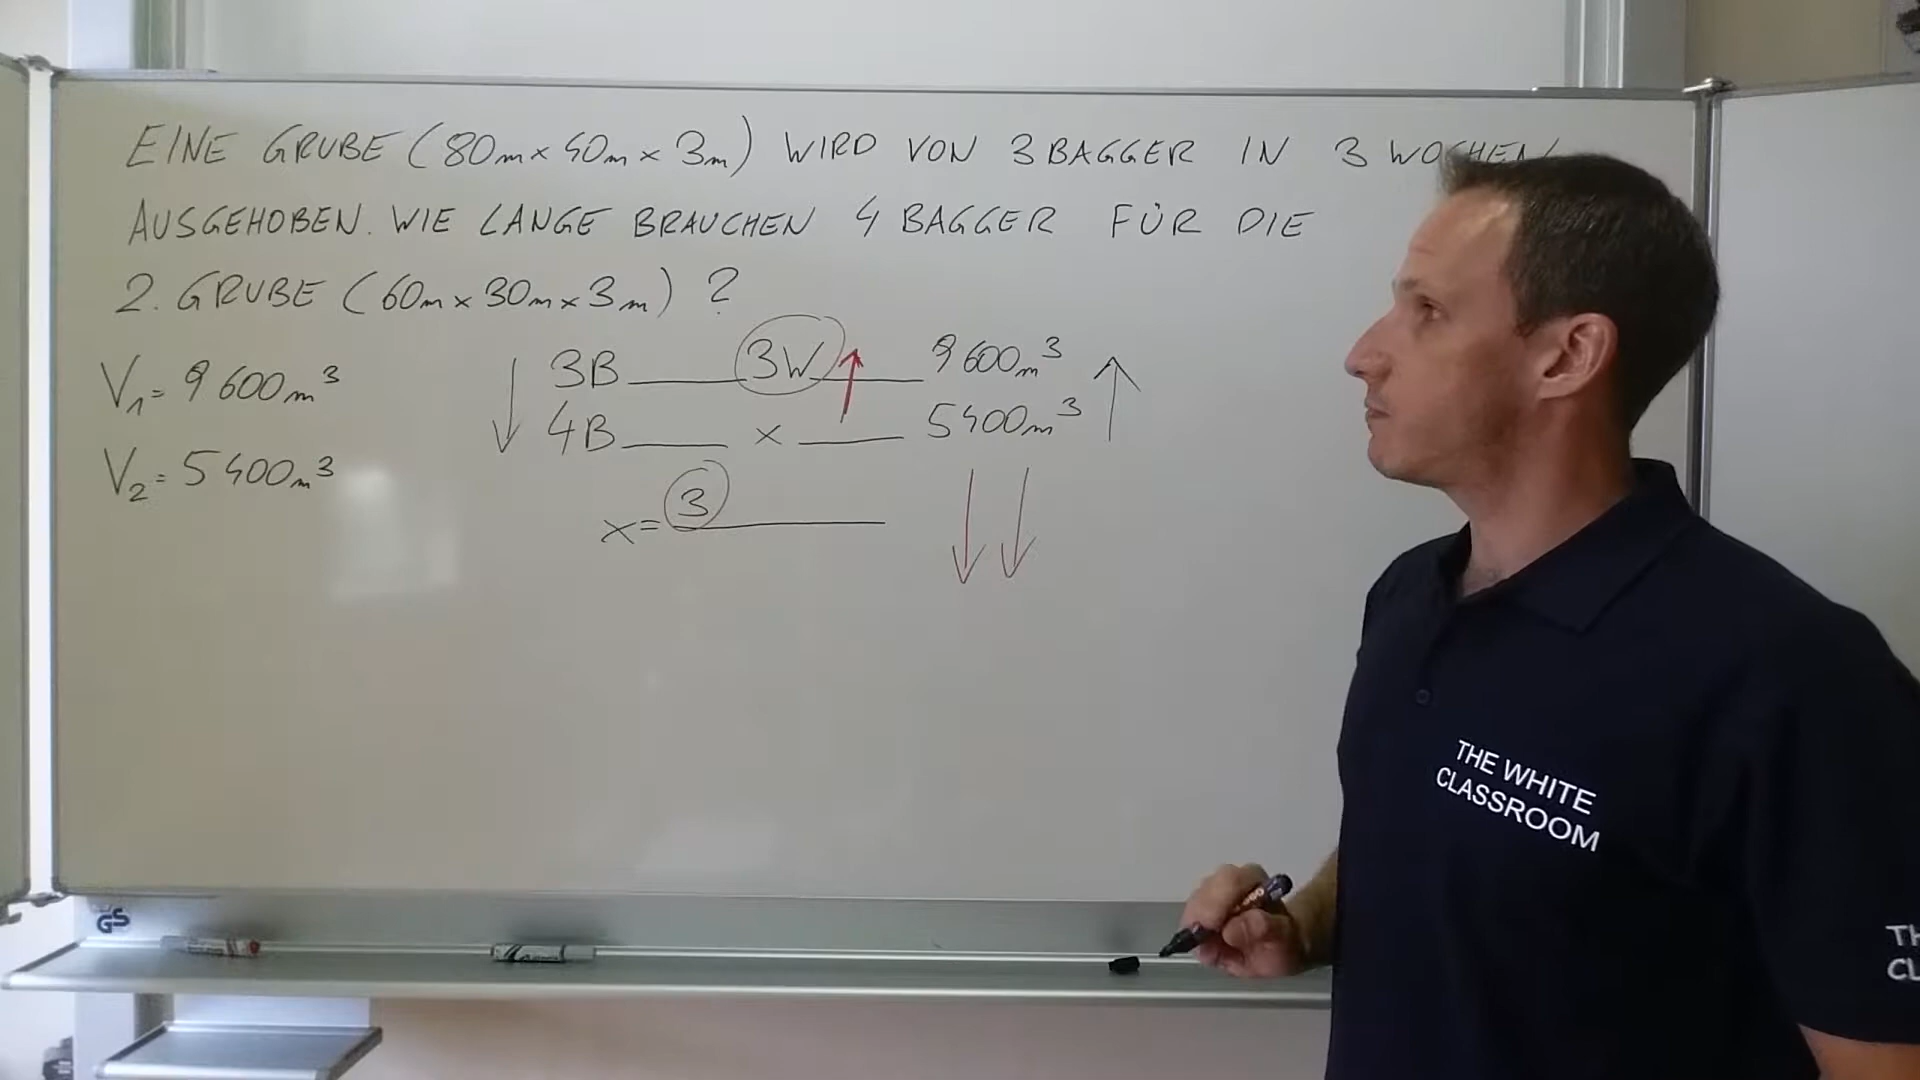 EINE GRUBE (80m x 40m x 3m) WIRD VON 3 BAGGER IN 3 WOCHEN
AUSGEHOBEN. WIE LANGE BRAUCHEN 4 BAGGER FÜR DIE
2. GRUBE (60m x 30m x 3m) ?
V₁ = 9600m³
V₂ = 5400m³
3B 3W 9600m³
4B x 5400m³
x = 3
THE WHITE
CLASSROOM
GS